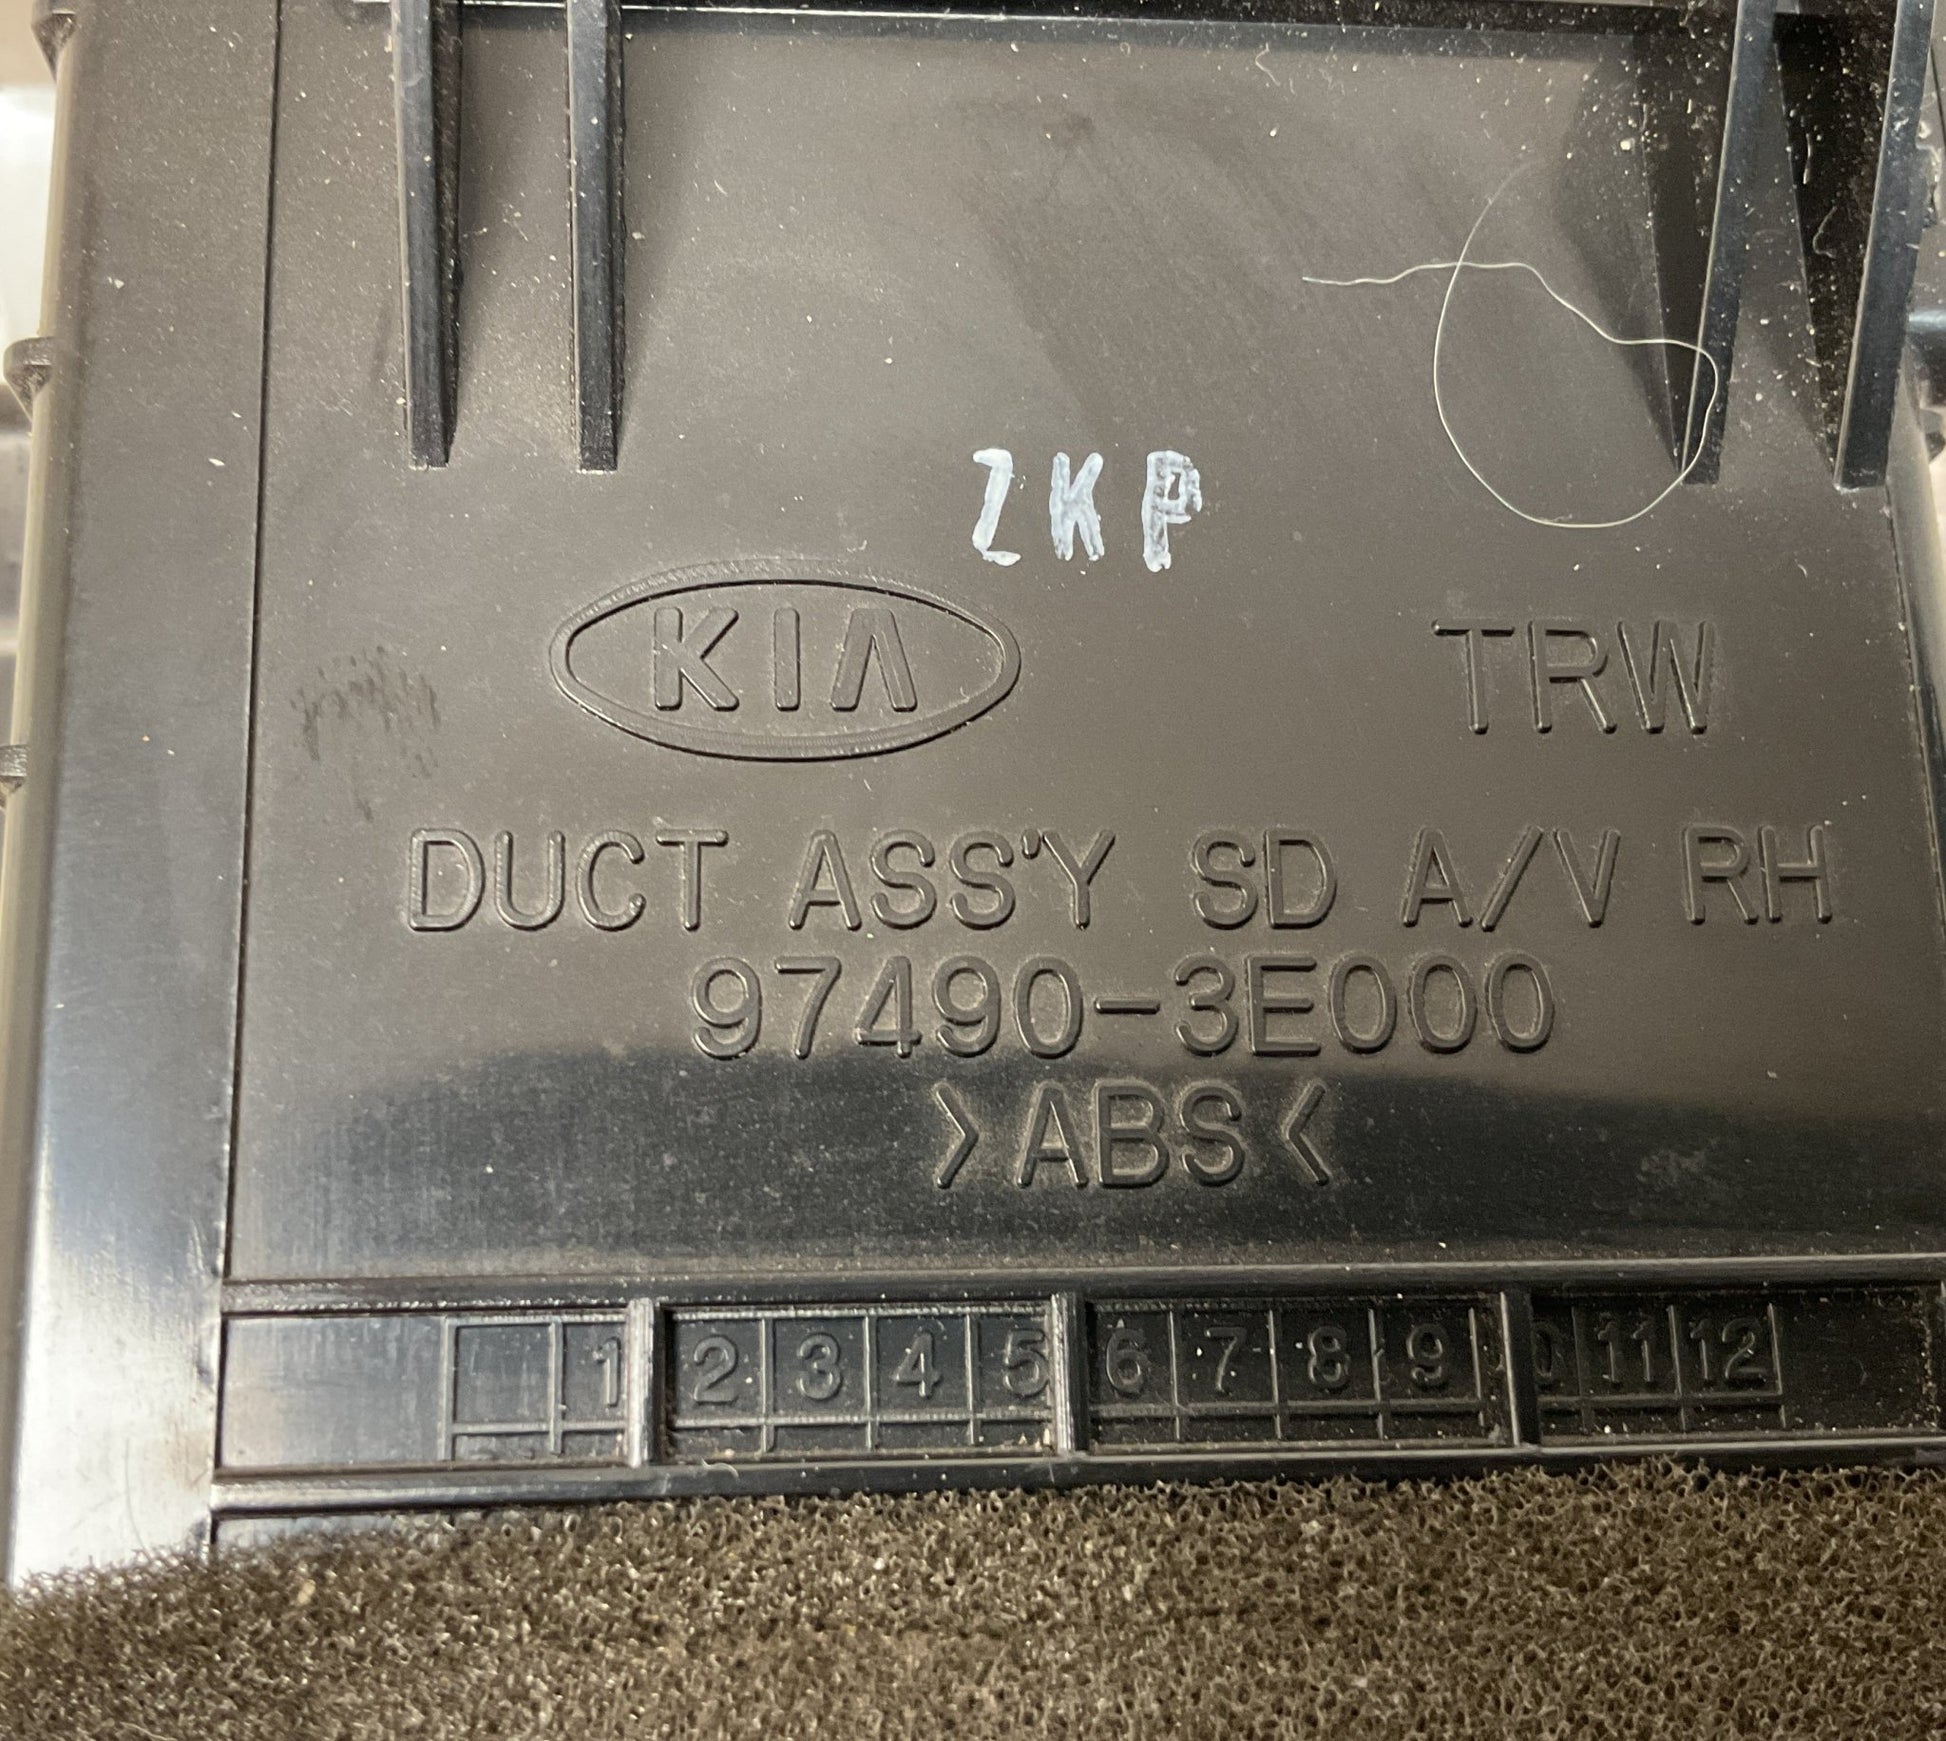 ZKP
KIA TRW
DUCT ASS'Y SD A/V RH
97490-3E000
>ABS<
1 2 3 4 5 6 7 8 9 10 11 12